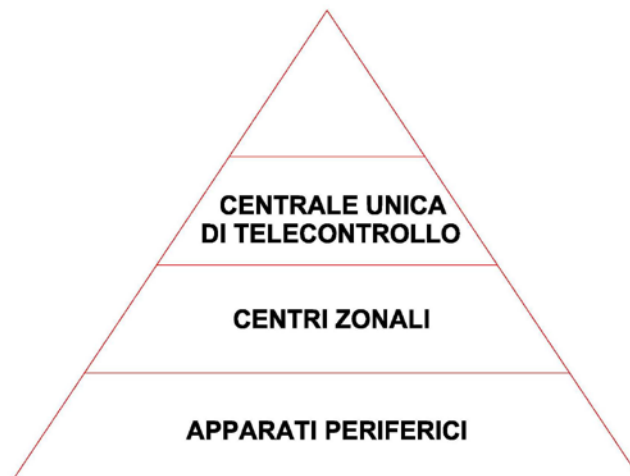 CENTRALE UNICA
DI TELECONTROLLO
CENTRI ZONALI
APPARATI PERIFERICI